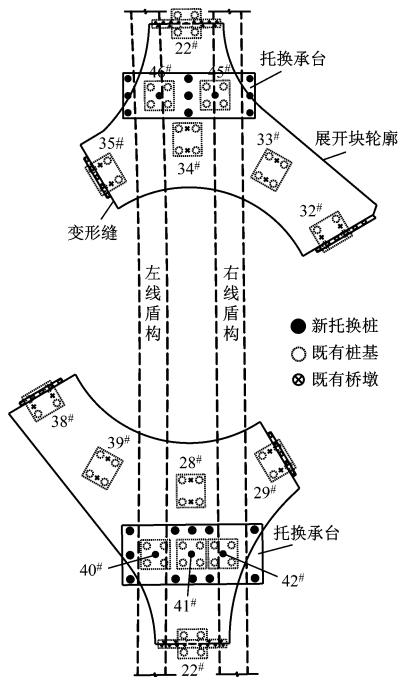 22#
托换承台
46#
45#
35#
34#
33#
展开块轮廓
变形缝
32#
左线盾构
右线盾构
新托换桩
既有桩基
既有桥墩
38#
39#
28#
29#
托换承台
40#
41#
42#
22#